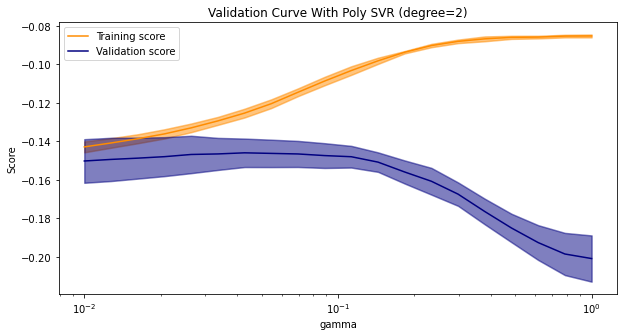 Validation Curve With Poly SVR (degree=2)
Training score
Validation score
−0.08
−0.10
−0.12
−0.14
−0.16
−0.18
−0.20
Score
10⁻²
10⁻¹
10⁰
gamma